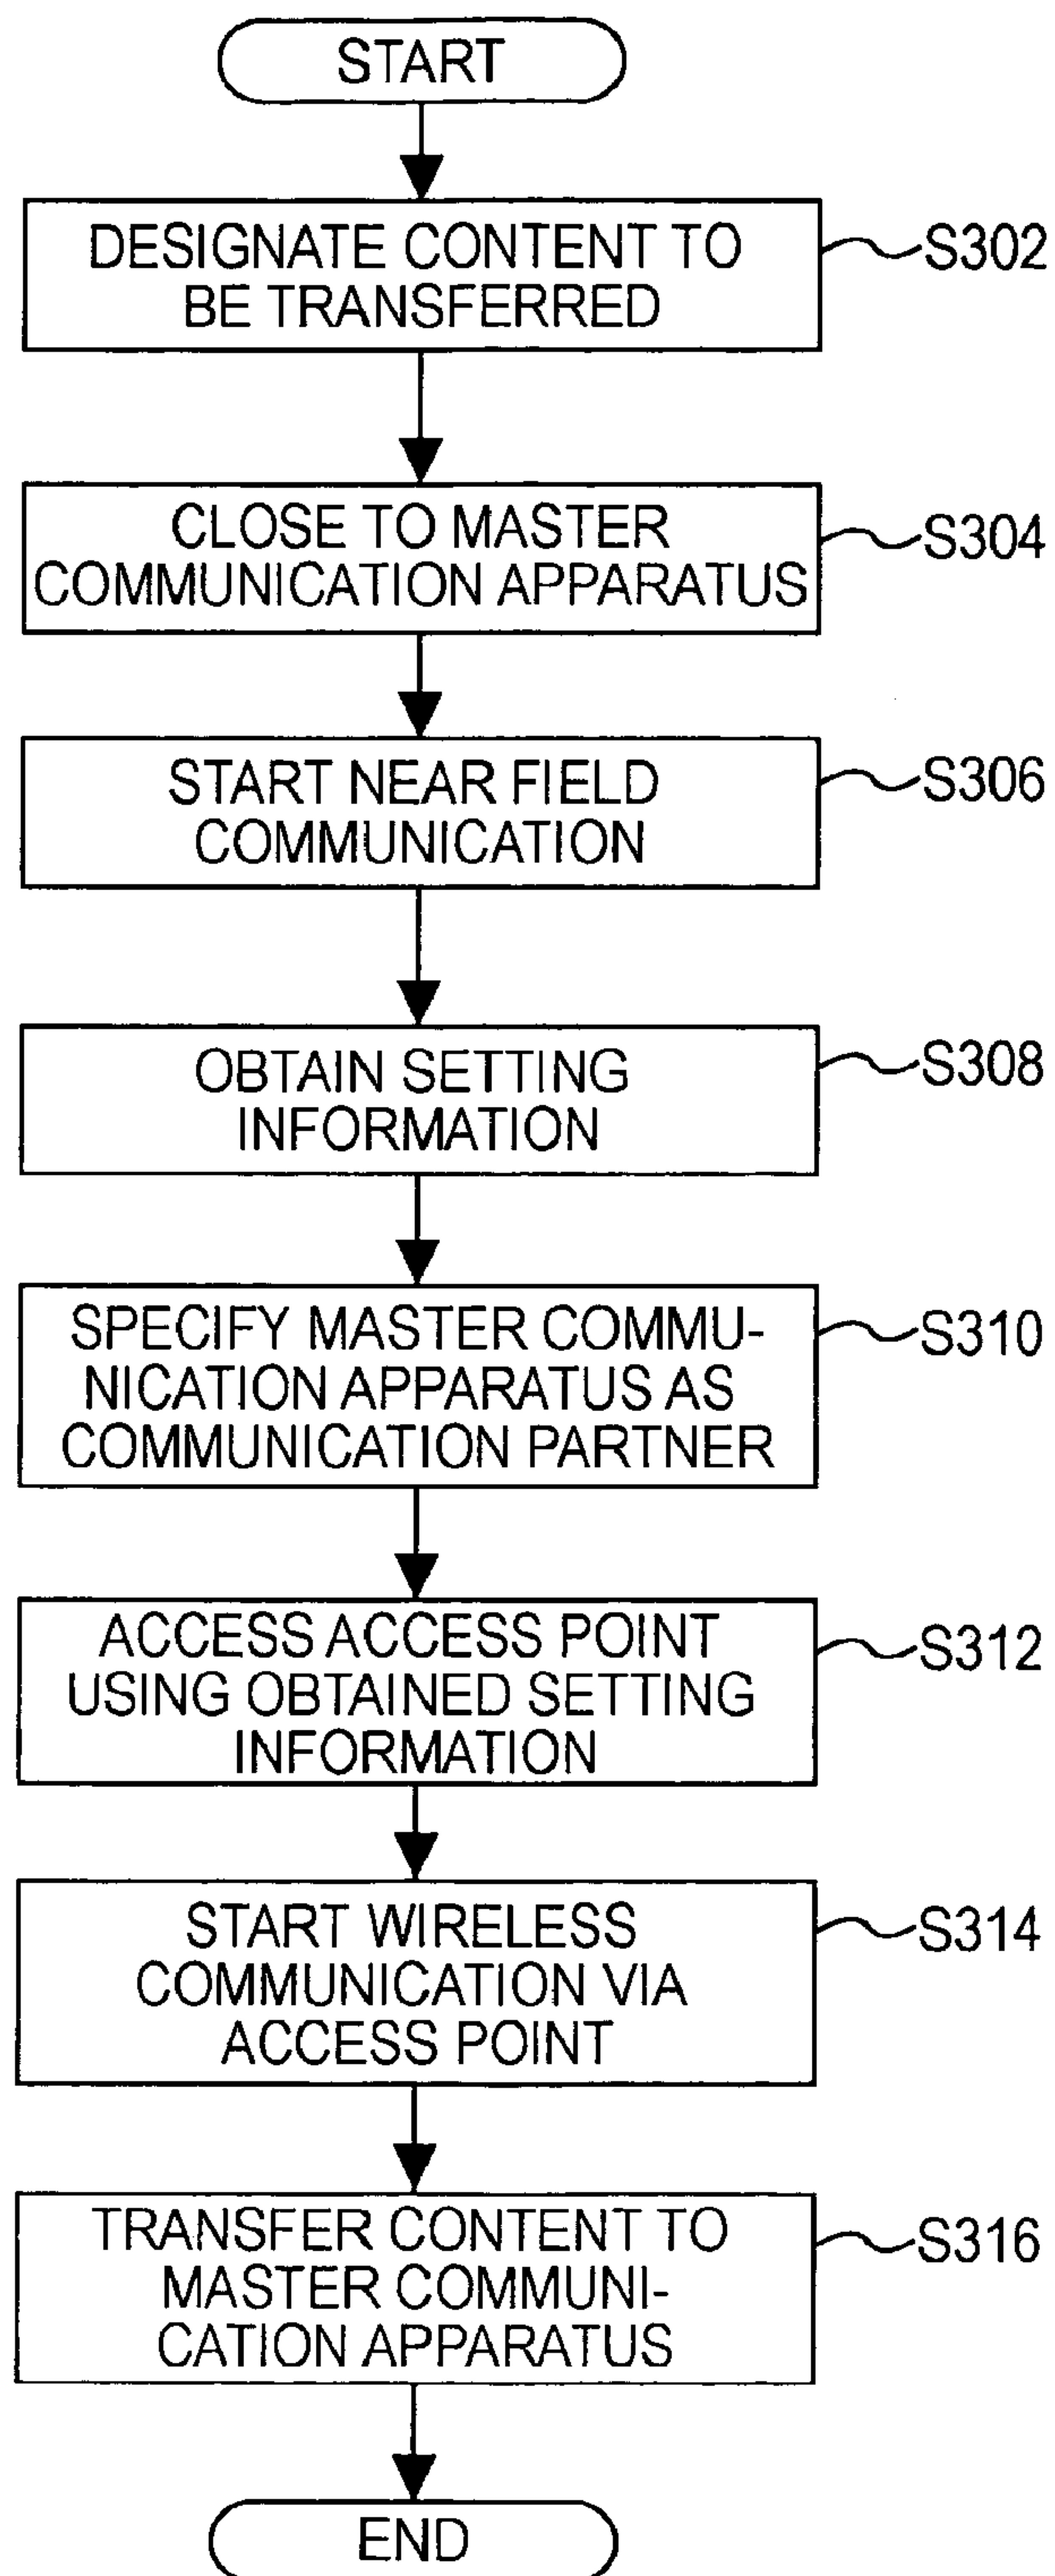 START
DESIGNATE CONTENT TO
BE TRANSFERRED
S302
CLOSE TO MASTER
COMMUNICATION APPARATUS
S304
START NEAR FIELD
COMMUNICATION
S306
OBTAIN SETTING
INFORMATION
S308
SPECIFY MASTER COMMU-
NICATION APPARATUS AS
COMMUNICATION PARTNER
S310
ACCESS ACCESS POINT
USING OBTAINED SETTING
INFORMATION
S312
START WIRELESS
COMMUNICATION VIA
ACCESS POINT
S314
TRANSFER CONTENT TO
MASTER COMMUNI-
CATION APPARATUS
S316
END